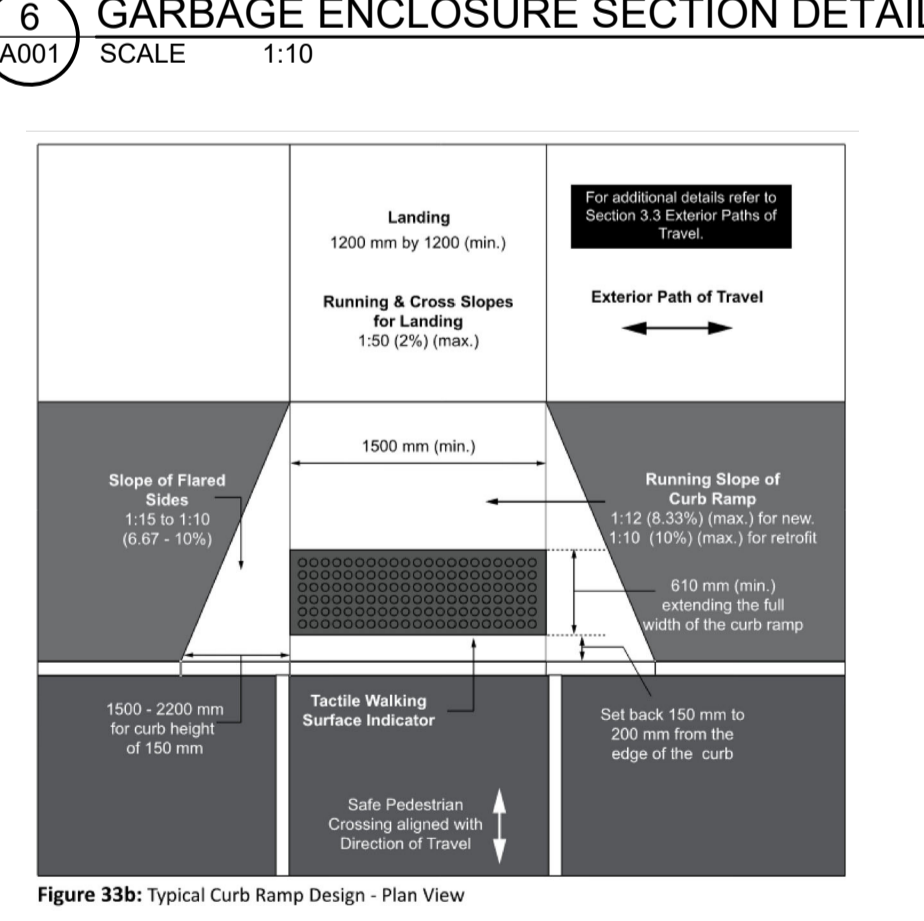 6
A001
GARBAGE ENCLOSURE SECTION DETAIL
SCALE 1:10
Landing
1200 mm by 1200 (min.)
Running & Cross Slopes
for Landing
1:50 (2%) (max.)
For additional details refer to
Section 3.3 Exterior Paths of
Travel.
Exterior Path of Travel
1500 mm (min.)
Slope of Flared
Sides
1:15 to 1:10
(6.67 - 10%)
Running Slope of
Curb Ramp
1:12 (8.33%) (max.) for new.
1:10 (10%) (max.) for retrofit
610 mm (min.)
extending the full
width of the curb ramp
1500 - 2200 mm
for curb height
of 150 mm
Tactile Walking
Surface Indicator
Set back 150 mm to
200 mm from the
edge of the curb
Safe Pedestrian
Crossing aligned with
Direction of Travel
Figure 33b: Typical Curb Ramp Design - Plan View